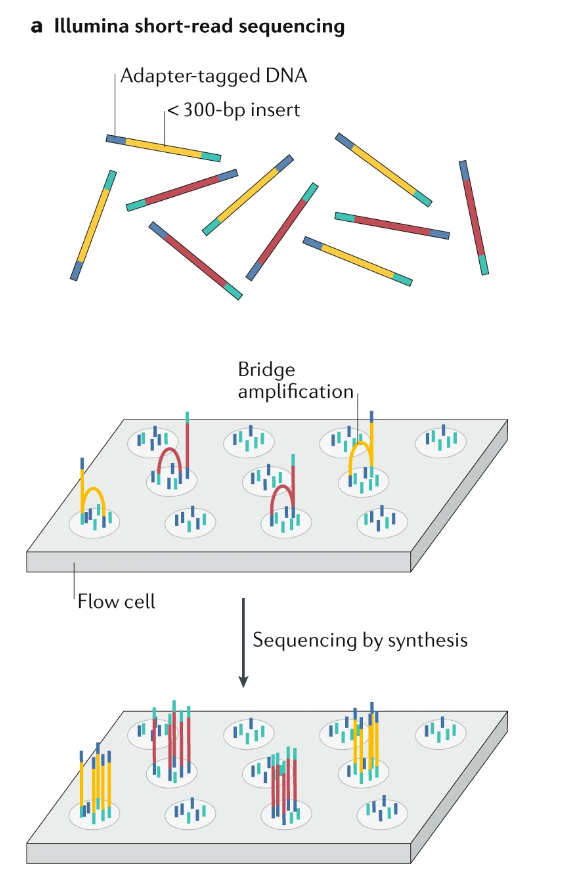 a Illumina short-read sequencing
Adapter-tagged DNA
< 300-bp insert
Bridge
amplification
Flow cell
Sequencing by synthesis